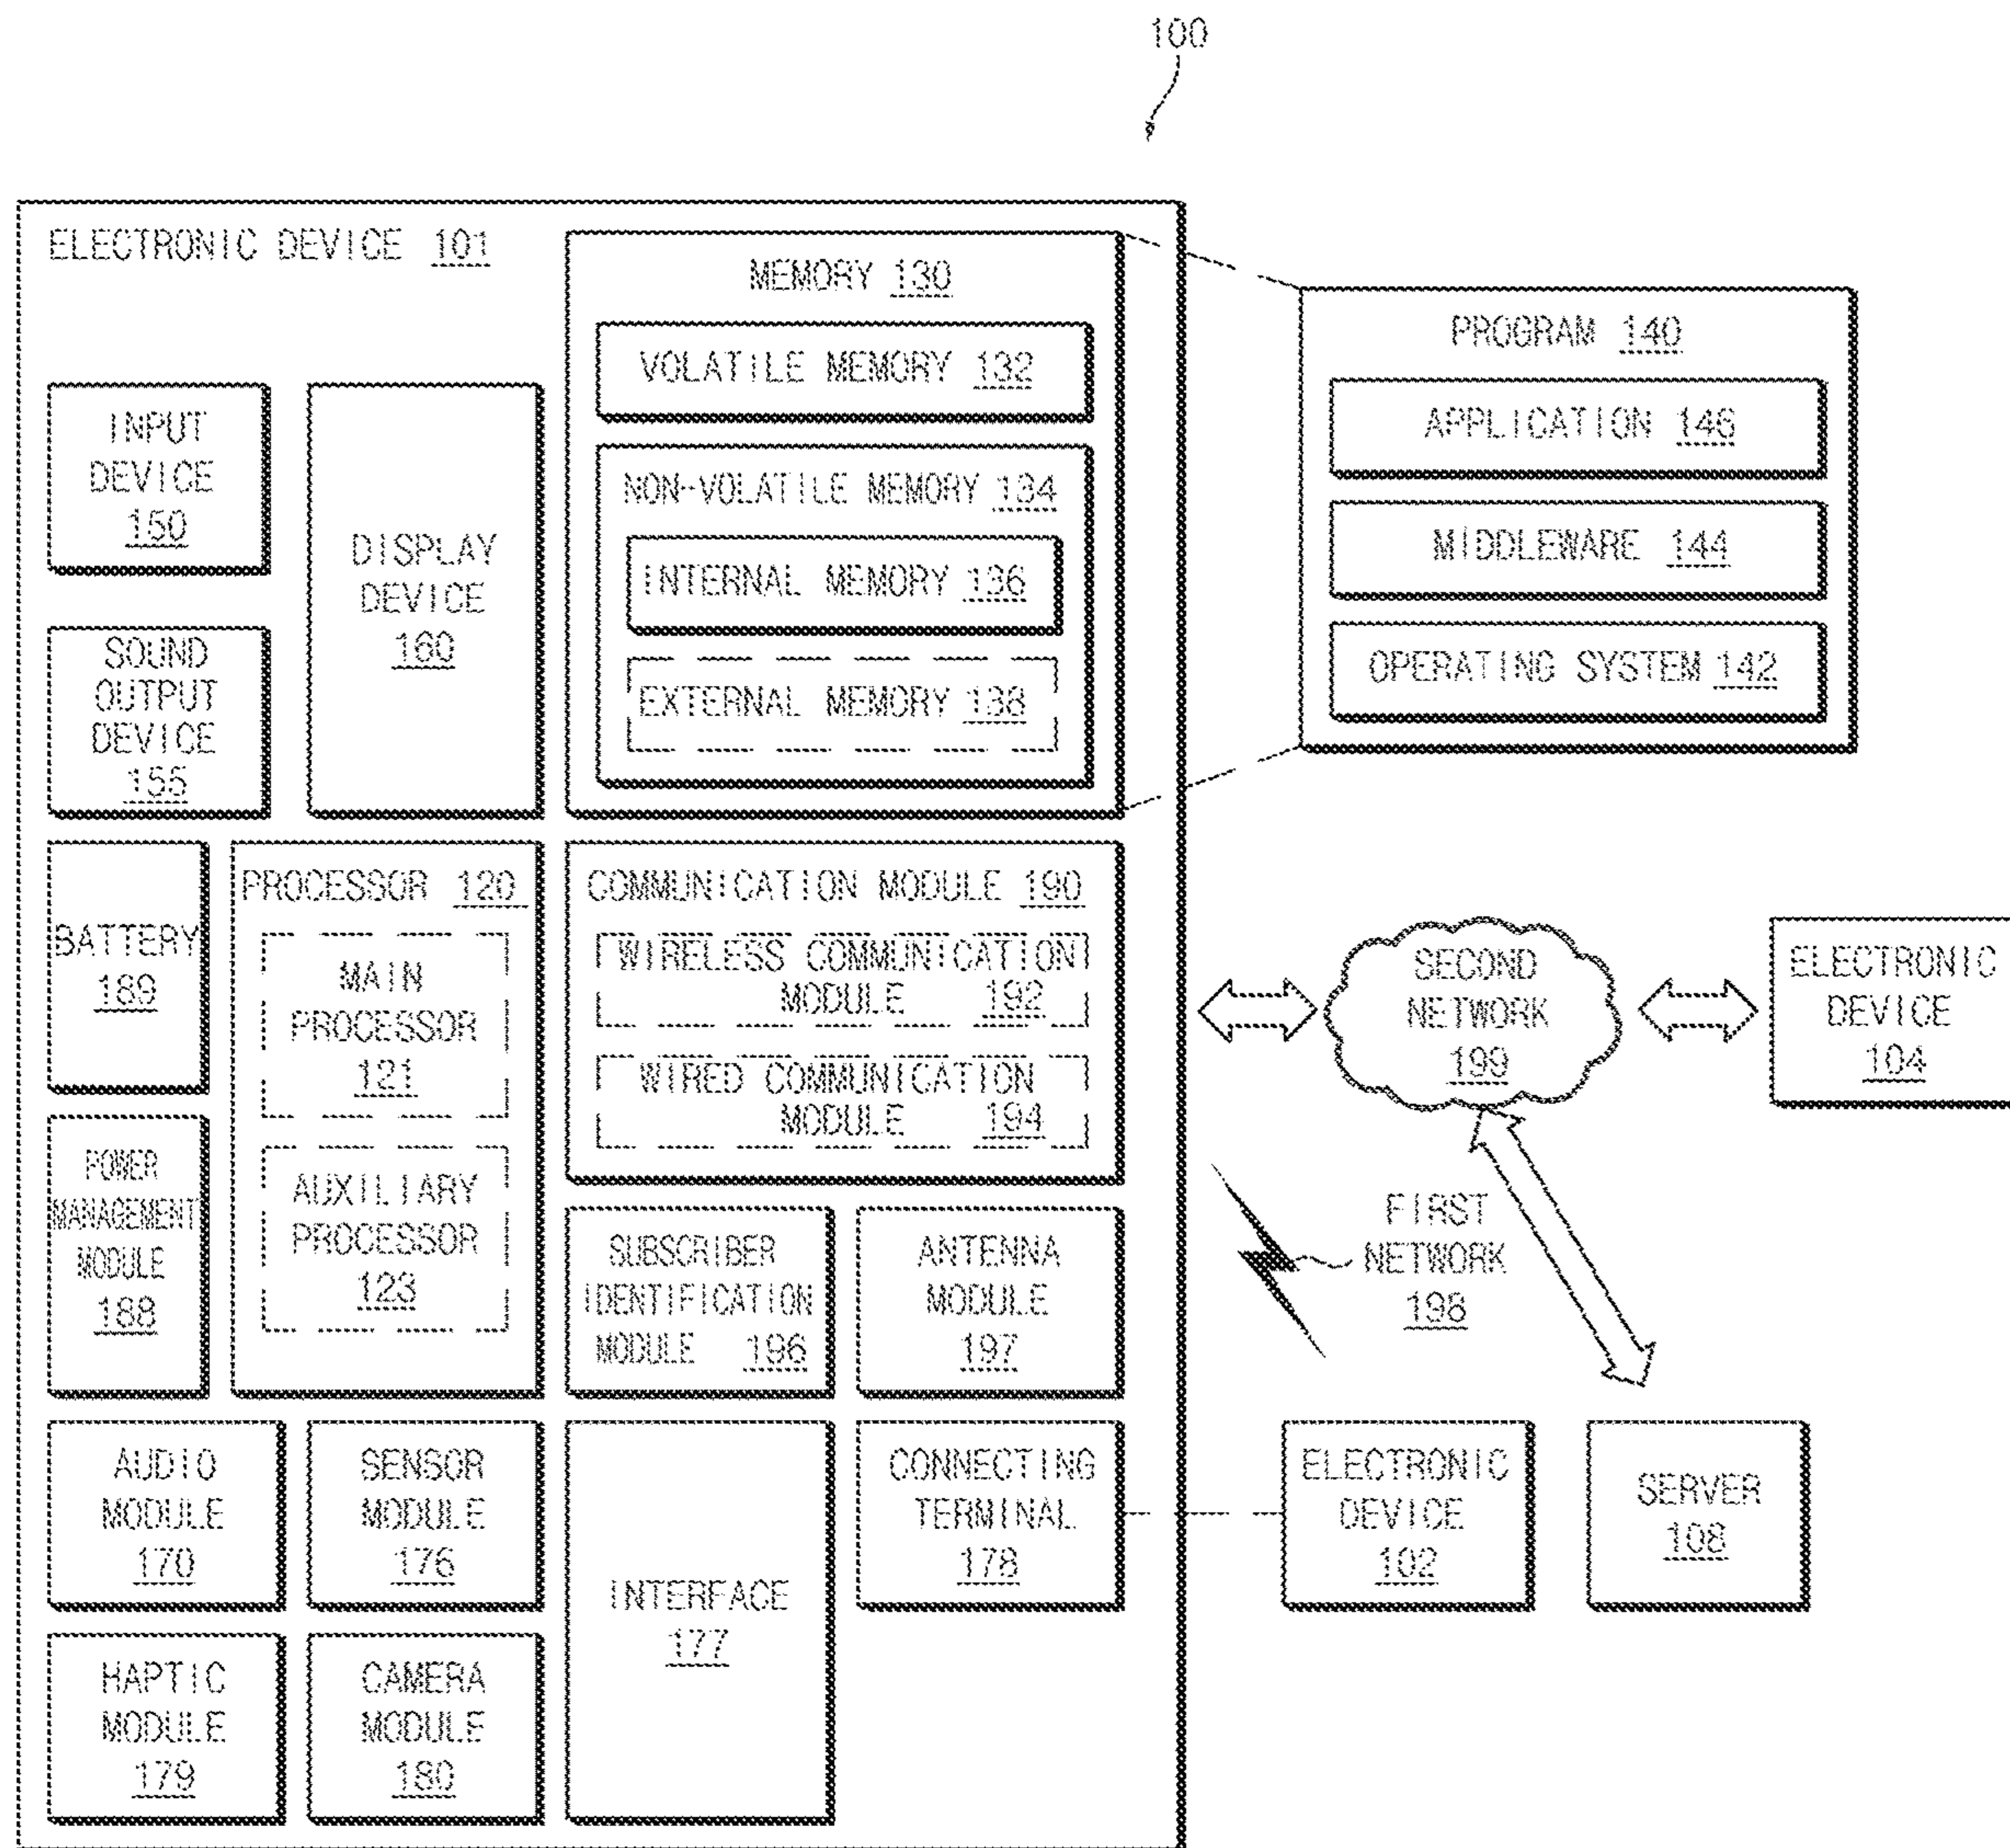 100
ELECTRONIC DEVICE 101
MEMORY 130
VOLATILE MEMORY 132
NON-VOLATILE MEMORY 134
INTERNAL MEMORY 136
EXTERNAL MEMORY 138
PROGRAM 140
APPLICATION 146
MIDDLEWARE 144
OPERATING SYSTEM 142
INPUT
DEVICE
150
DISPLAY
DEVICE
160
SOUND
OUTPUT
DEVICE
155
BATTERY
189
PROCESSOR 120
MAIN
PROCESSOR
121
AUXILIARY
PROCESSOR
123
COMMUNICATION MODULE 190
WIRELESS COMMUNICATION
MODULE 192
WIRED COMMUNICATION
MODULE 194
SECOND
NETWORK
199
ELECTRONIC
DEVICE
104
POWER
MANAGEMENT
MODULE
188
SUBSCRIBER
IDENTIFICATION
MODULE 196
ANTENNA
MODULE
197
FIRST
NETWORK
198
AUDIO
MODULE
170
SENSOR
MODULE
176
INTERFACE
177
CONNECTING
TERMINAL
178
ELECTRONIC
DEVICE
102
SERVER
108
HAPTIC
MODULE
179
CAMERA
MODULE
180